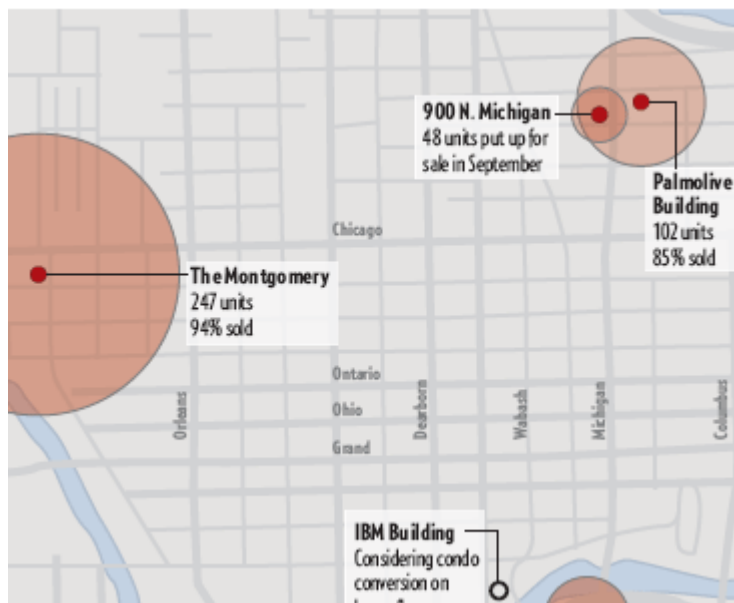 900 N. Michigan
48 units put up for
sale in September
Palmolive
Building
102 units
85% sold
Chicago
The Montgomery
247 units
94% sold
Ontario
Ohio
Grand
Orleans
Dearborn
Wabash
Michigan
Columbus
IBM Building
Considering condo
conversion on